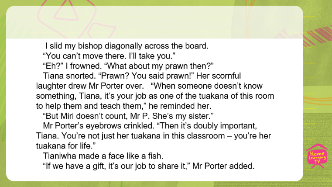 I slid my bishop diagonally across the board.
“You can’t move there. I’ll take you.”
“Eh?” I frowned. “What about my prawn then?”
Tiana snorted. “Prawn? You said prawn!” Her scornful
laughter drew Mr Porter over. “When someone doesn’t know
something, Tiana, it’s your job as one of the tuakana of this room
to help them and teach them,” he reminded her.
“But Miri doesn’t count, Mr P. She’s my sister.”
Mr Porter’s eyebrows crinkled. “Then it’s doubly important,
Tiana. You’re not just her tuakana in this classroom – you’re her
tuakana for life.”
Tianiwha made a face like a fish.
“If we have a gift, it’s our job to share it,” Mr Porter added.